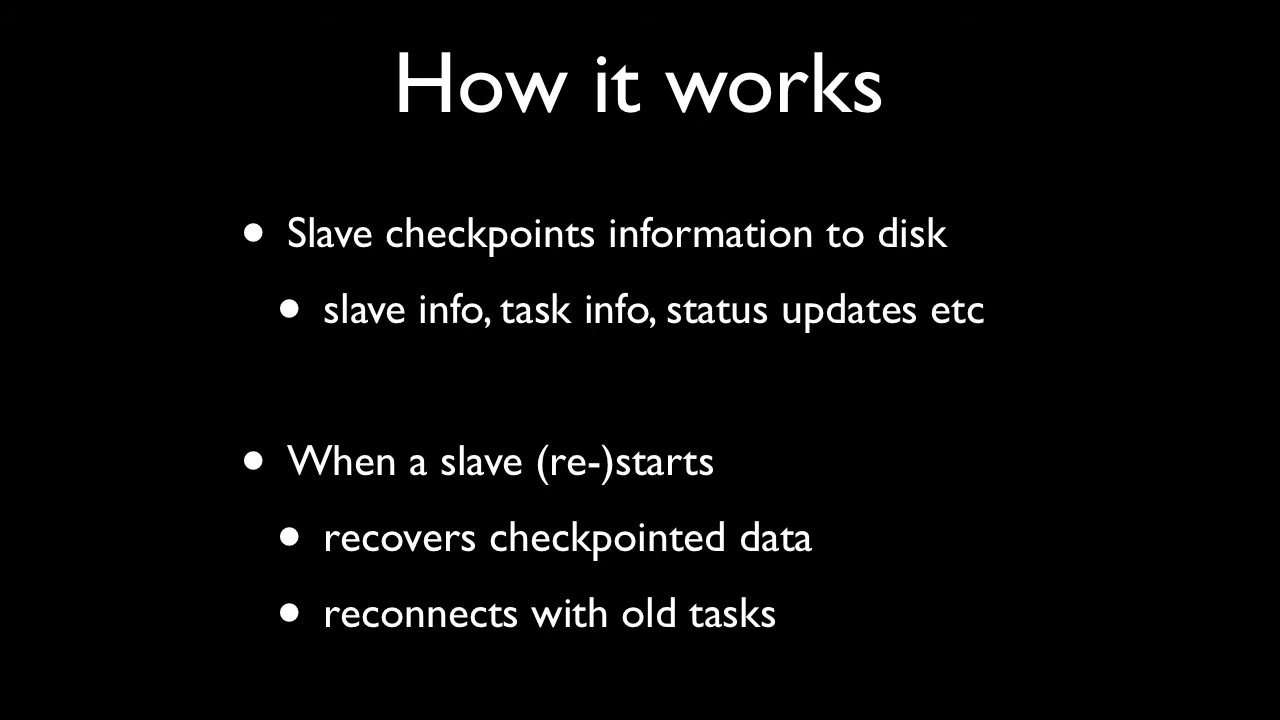 How it works
• Slave checkpoints information to disk
• slave info, task info, status updates etc
• When a slave (re-)starts
• recovers checkpointed data
• reconnects with old tasks